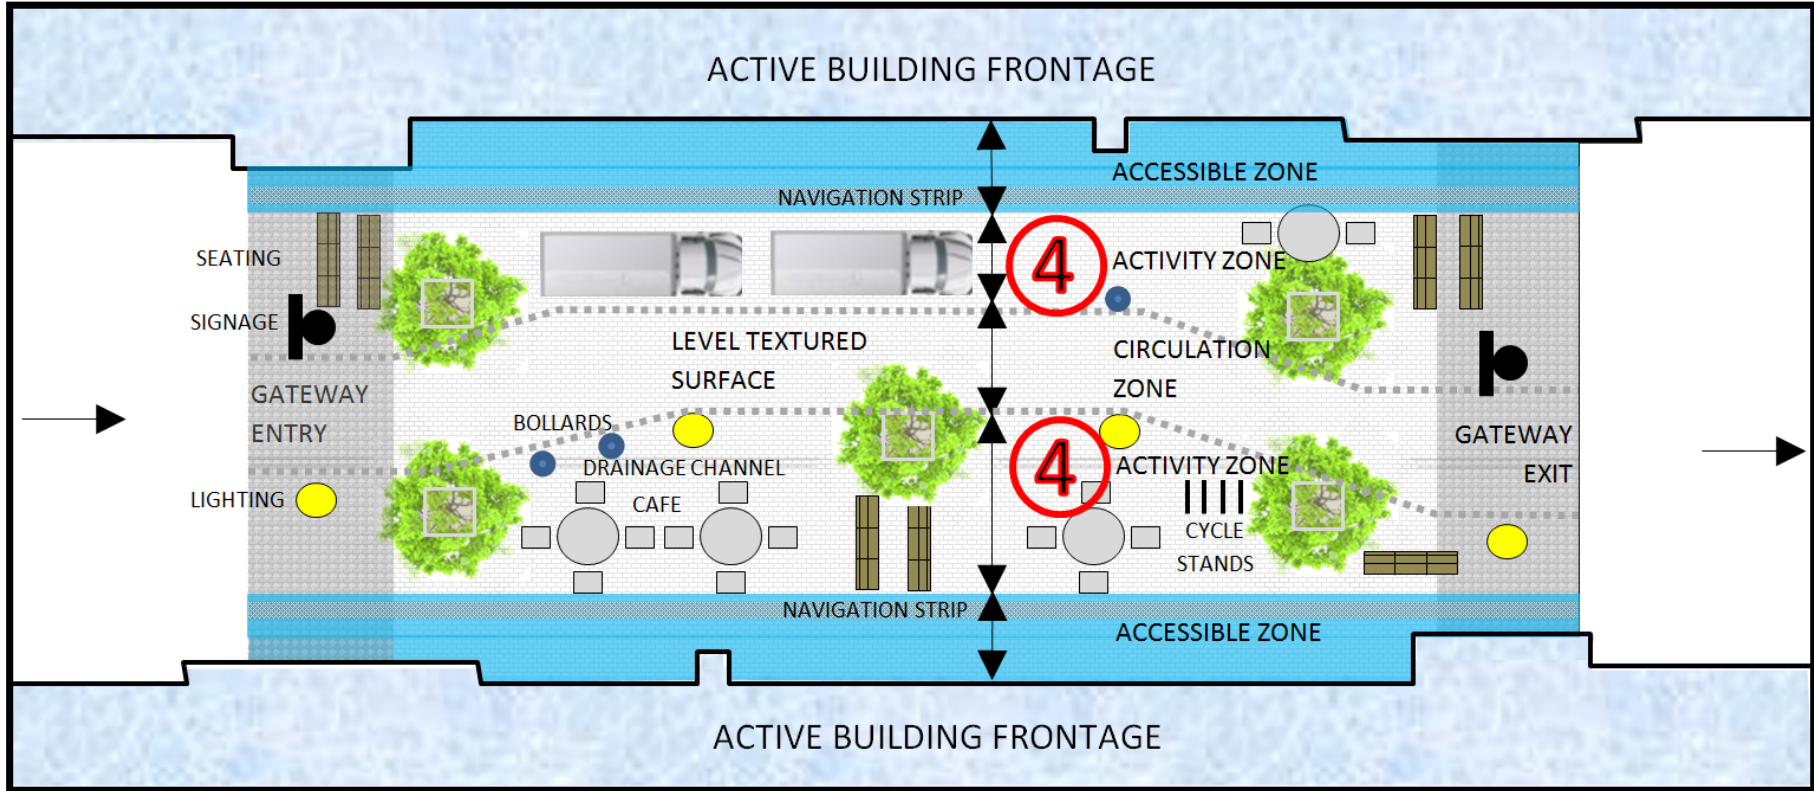 ACTIVE BUILDING FRONTAGE
ACCESSIBLE ZONE
NAVIGATION STRIP
SEATING
4
ACTIVITY ZONE
SIGNAGE
LEVEL TEXTURED
SURFACE
CIRCULATION
ZONE
GATEWAY
ENTRY
BOLLARDS
GATEWAY
EXIT
4
ACTIVITY ZONE
DRAINAGE CHANNEL
LIGHTING
CAFE
CYCLE
STANDS
NAVIGATION STRIP
ACCESSIBLE ZONE
ACTIVE BUILDING FRONTAGE